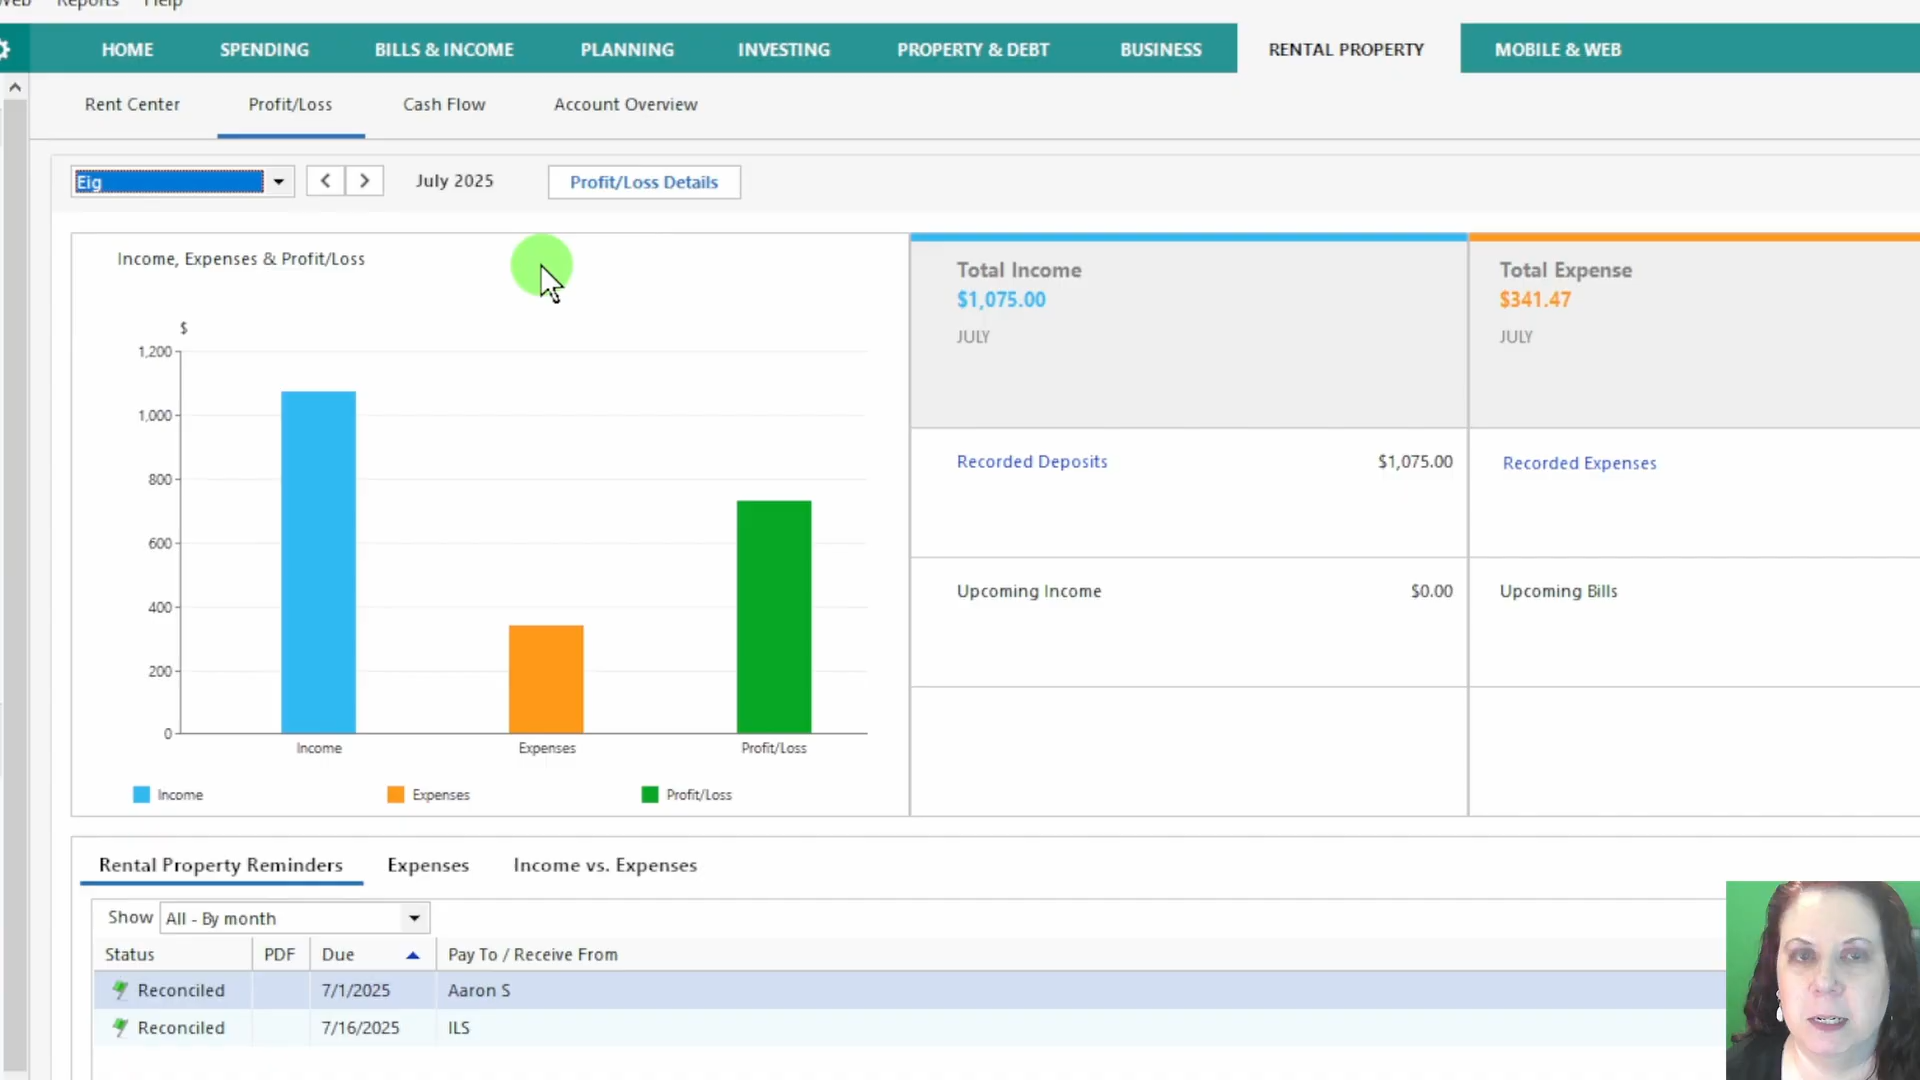 Web Reports Help
HOME SPENDING BILLS & INCOME PLANNING INVESTING PROPERTY & DEBT BUSINESS RENTAL PROPERTY MOBILE & WEB
Rent Center Profit/Loss Cash Flow Account Overview
Eig July 2025 Profit/Loss Details
Income, Expenses & Profit/Loss
$
1,200
1,000
800
600
400
200
0
Income Expenses Profit/Loss
Income Expenses Profit/Loss
Total Income
$1,075.00
JULY
Recorded Deposits $1,075.00
Upcoming Income $0.00
Total Expense
$341.47
JULY
Recorded Expenses
Upcoming Bills
Rental Property Reminders Expenses Income vs. Expenses
Show All - By month
Status PDF Due Pay To / Receive From
Reconciled 7/1/2025 Aaron S
Reconciled 7/16/2025 ILS